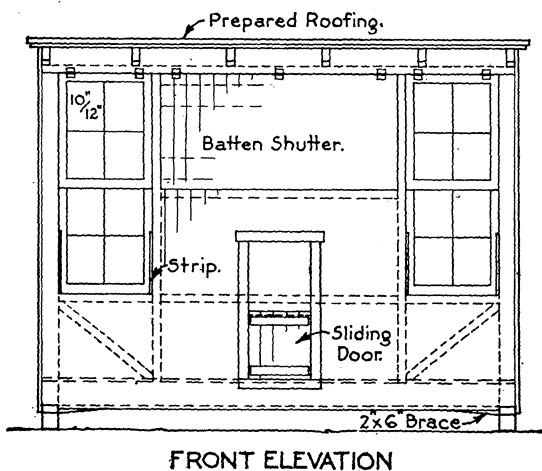 Prepared Roofing.
10"/12"
Batten Shutter.
Strip.
Sliding
Door.
2"x6" Brace
FRONT ELEVATION